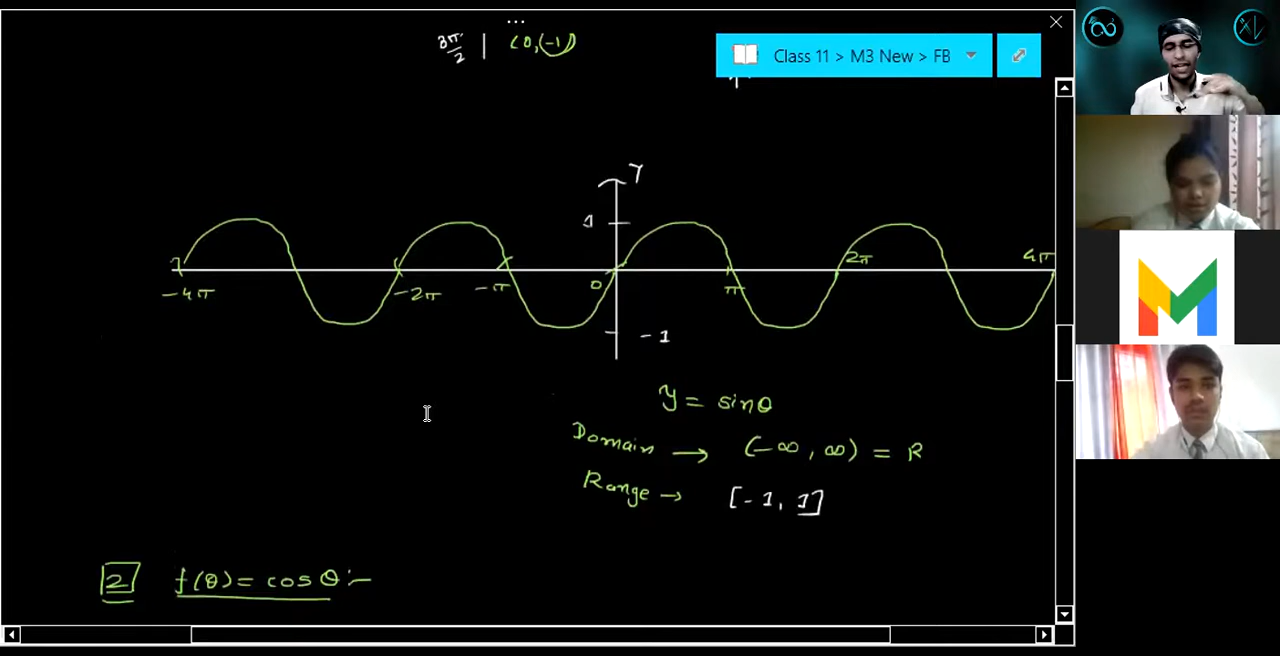 ...
3π/2 | (0,(-1))
Class 11 > M3 New > FB
Y
1
2π
4π
-4π
-2π
-π
0
π
-1
y = sinθ
Domain → (-∞, ∞) = R
Range → [-1, 1]
2 f(θ) = cos θ :-